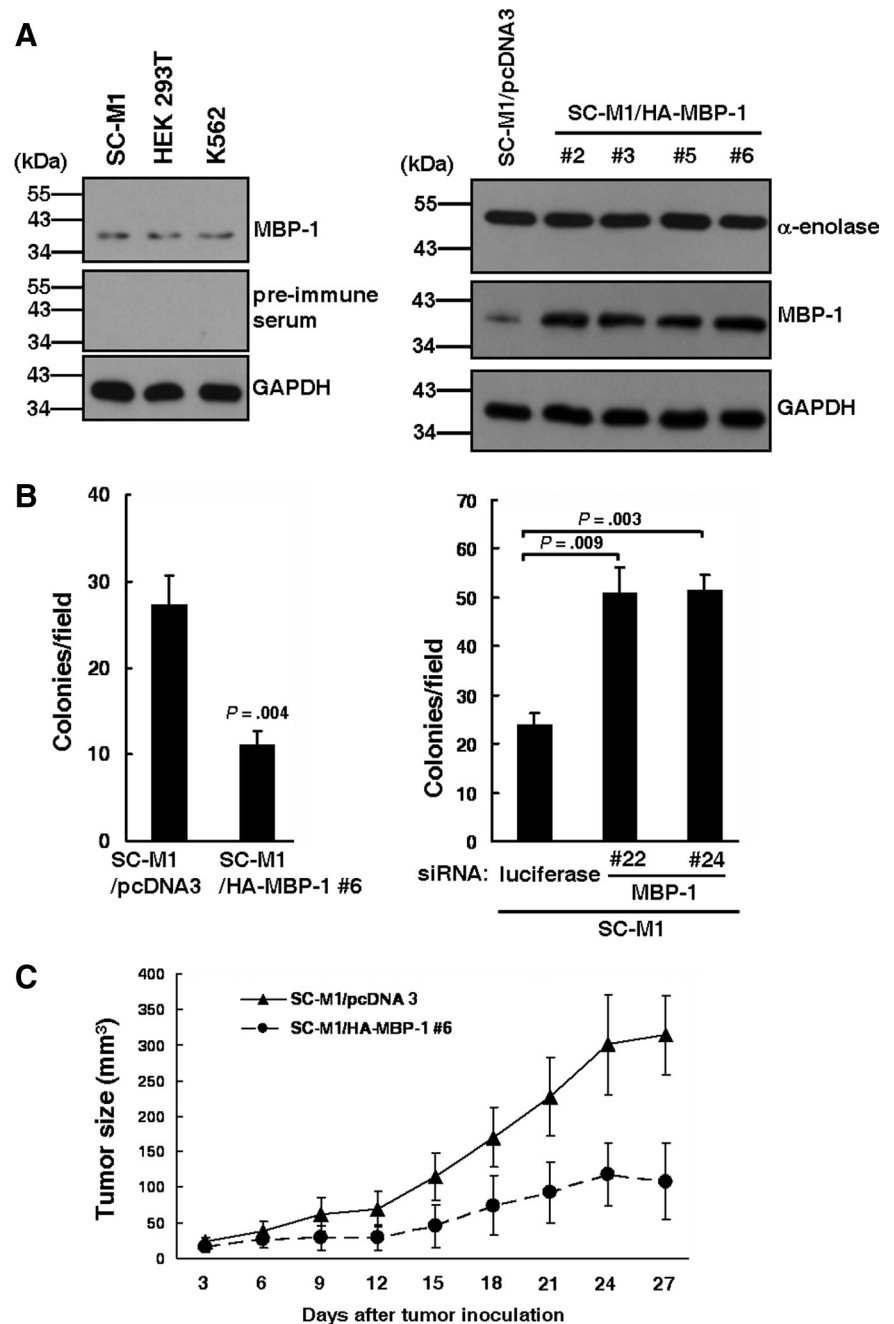 A
SC-M1
HEK 293T
K562
(kDa)
55
43
34
MBP-1
55
43
34
pre-immune
serum
43
34
GAPDH
SC-M1/pcDNA3
SC-M1/HA-MBP-1
#2 #3 #5 #6
(kDa)
55
43
α-enolase
43
34
MBP-1
43
34
GAPDH
B
40
30
20
10
0
Colonies/field
P = .004
SC-M1
/pcDNA3
SC-M1
/HA-MBP-1 #6
70
60
50
40
30
20
10
0
Colonies/field
P = .003
P = .009
siRNA: luciferase #22 #24
MBP-1
SC-M1
C
400
350
300
250
200
150
100
50
0
Tumor size (mm³)
SC-M1/pcDNA 3
SC-M1/HA-MBP-1 #6
3 6 9 12 15 18 21 24 27
Days after tumor inoculation